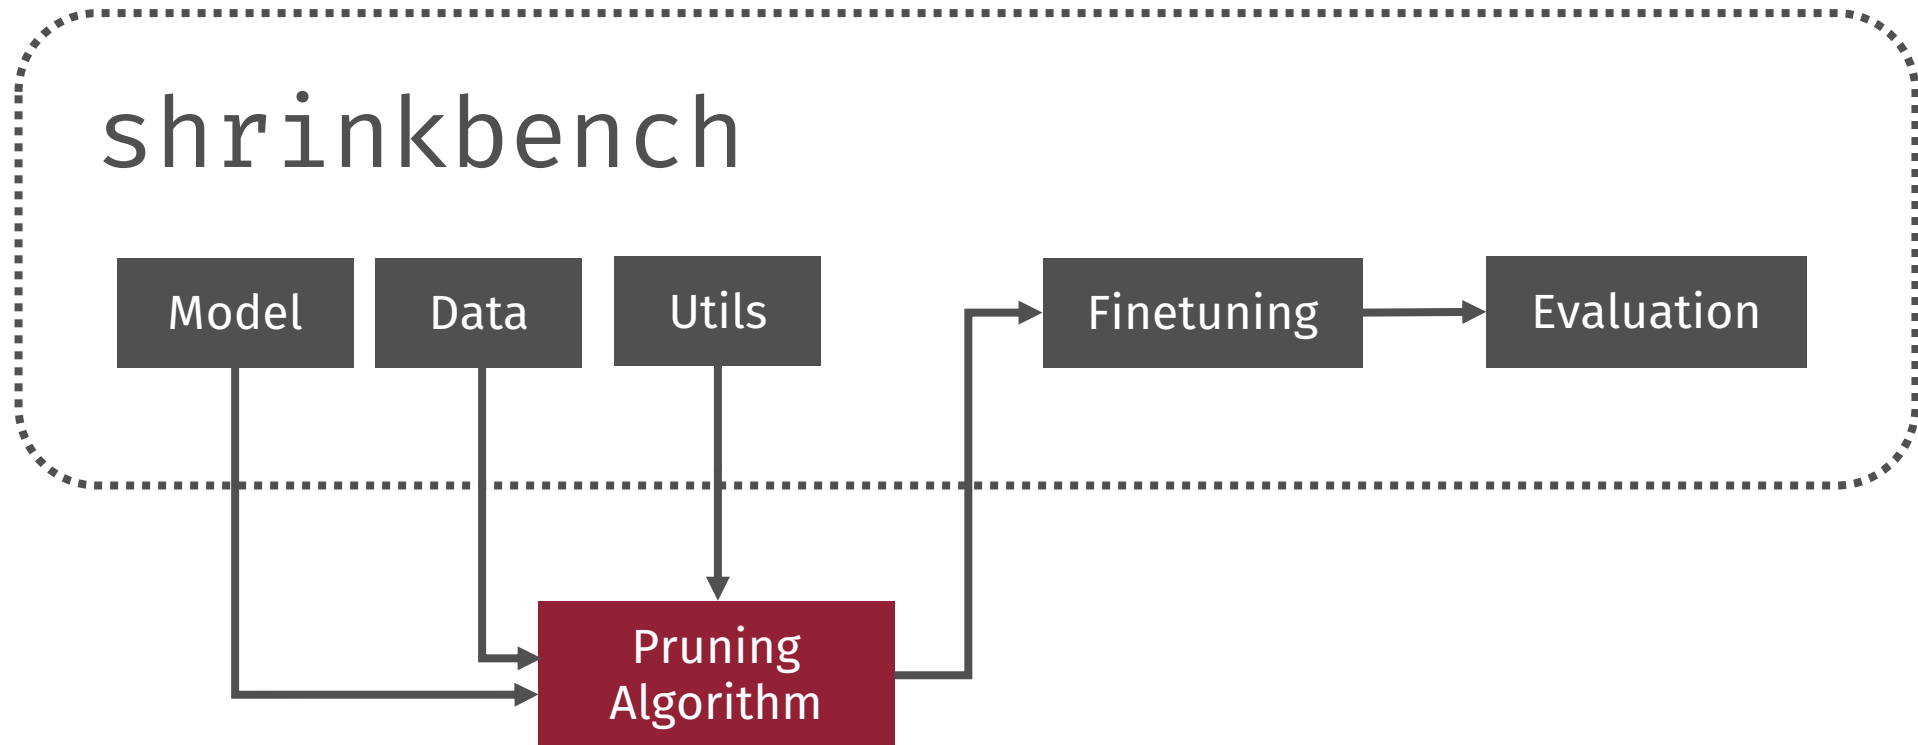 shrinkbench
Model
Data
Utils
Finetuning
Evaluation
Pruning
Algorithm